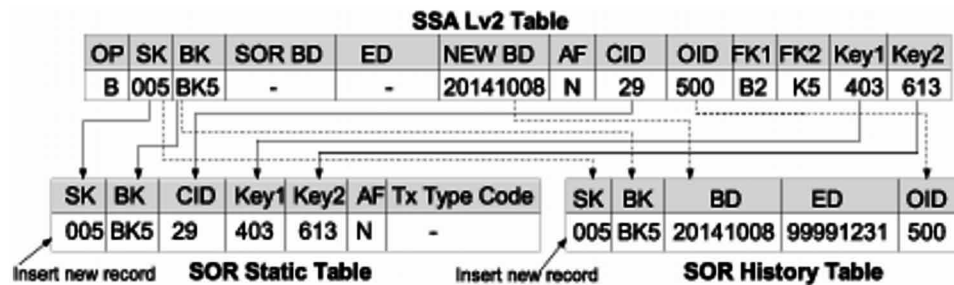 SSA Lv2 Table
OP SK BK SOR BD ED NEW BD AF CID OID FK1 FK2 Key1 Key2
B 005 BK5 - - 20141008 N 29 500 B2 K5 403 613
SK BK CID Key1 Key2 AF Tx Type Code
005 BK5 29 403 613 N -
Insert new record SOR Static Table
SK BK BD ED OID
005 BK5 20141008 99991231 500
Insert new record SOR History Table